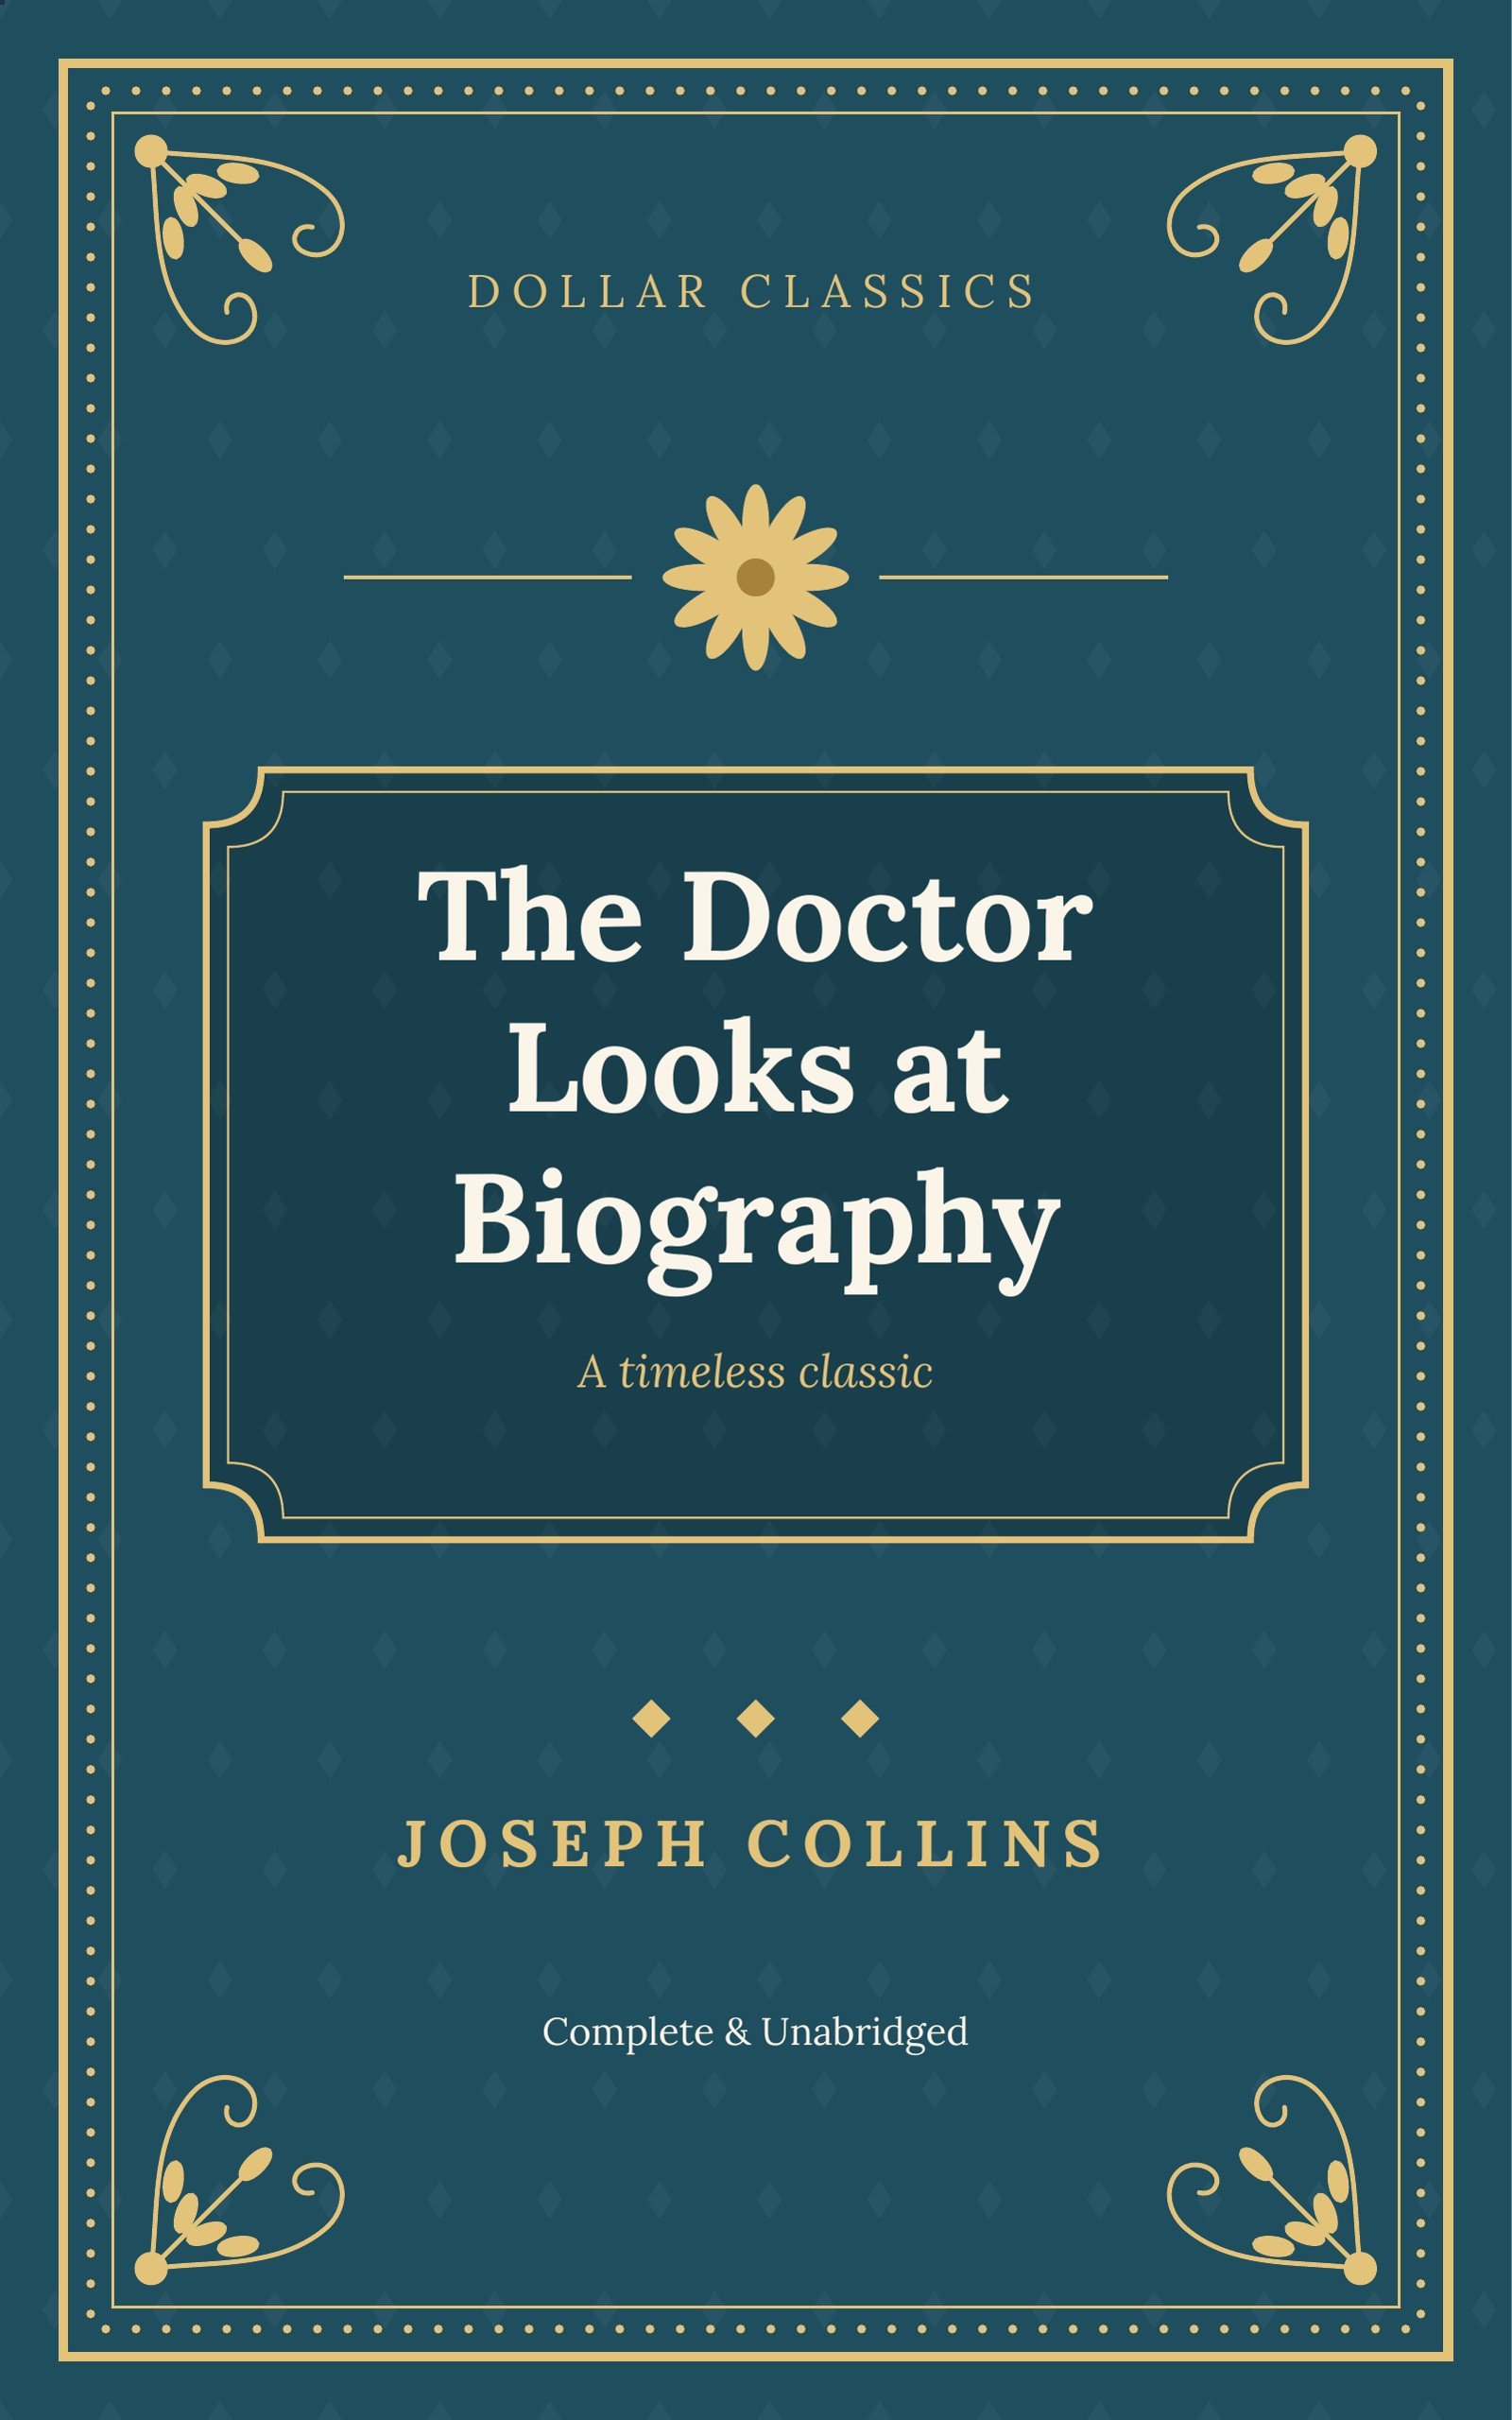 DOLLAR CLASSICS
The Doctor
Looks at
Biography
A timeless classic
JOSEPH COLLINS
Complete & Unabridged